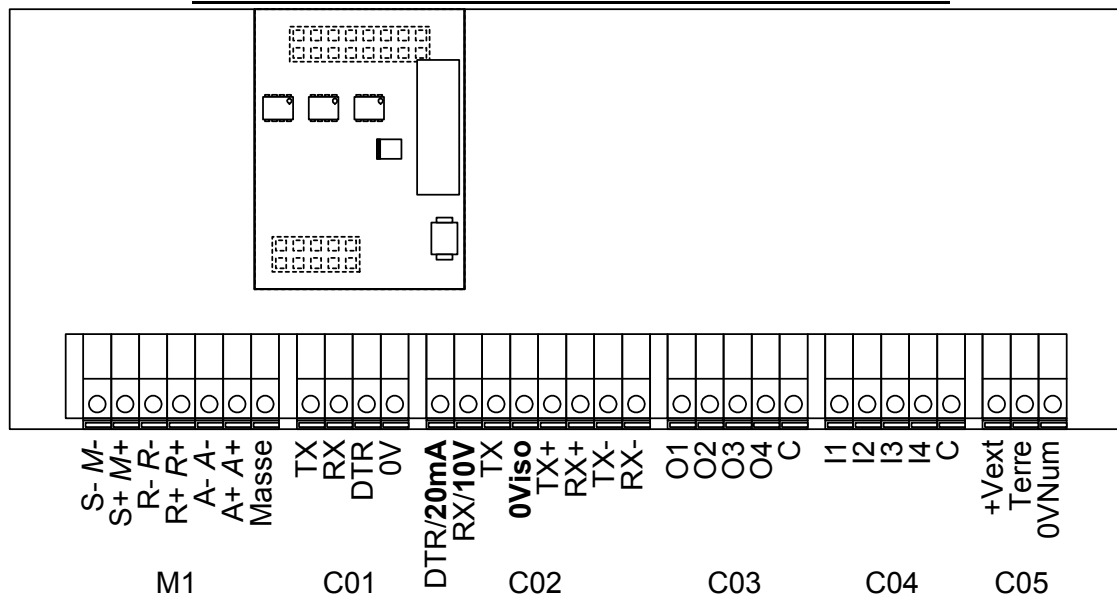 S- M-
S+ M+
R- R-
R+ R+
A- A-
A+ A+
Masse
TX
RX
DTR
0V
DTR/20mA
RX/10V
TX
0Viso
TX+
RX+
TX-
RX-
O1
O2
O3
O4
C
I1
I2
I3
I4
C
+Vext
Terre
0VNum
M1
C01
C02
C03
C04
C05